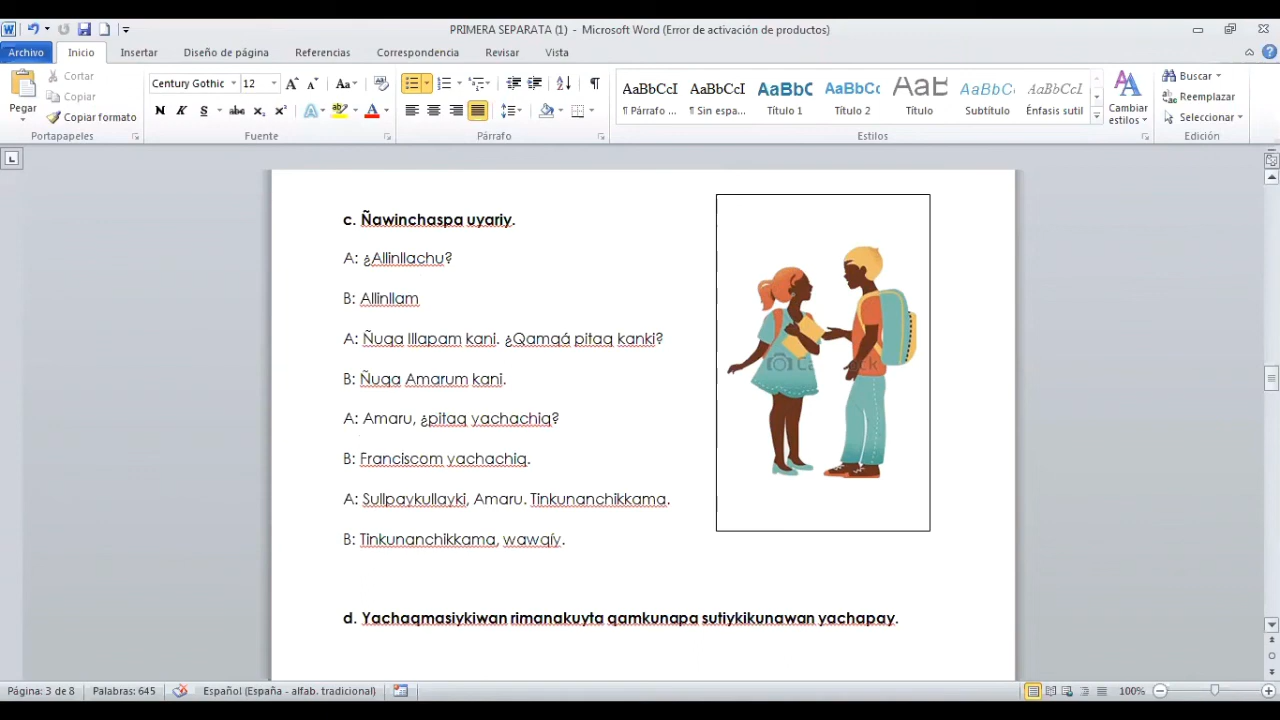 PRIMERA SEPARATA (1) - Microsoft Word (Error de activación de productos)
Archivo Inicio Insertar Diseño de página Referencias Correspondencia Revisar Vista
Pegar
Cortar
Copiar
Copiar formato
Portapapeles
Century Gothic 12
Fuente
Párrafo
AaBbCcI AaBbCcI AaBbC AaBbCc AaB AaBbCc AaBbCcI
¶ Párrafo ... ¶ Sin espa... Título 1 Título 2 Título Subtítulo Énfasis sutil
Estilos
Cambiar estilos
Buscar
Reemplazar
Seleccionar
Edición
c. Ñawinchaspa uyariy.
A: ¿Allinllachu?
B: Allinllam
A: Ñuqa Illapam kani. ¿Qamqá pitaq kanki?
B: Ñuqa Amarum kani.
A: Amaru, ¿pitaq yachachiq?
B: Franciscom yachachiq.
A: Sullpaykullayki, Amaru. Tinkunanchikkama.
B: Tinkunanchikkama, wawqíy.
d. Yachaqmasiykiwan rimanakuyta qamkunapa sutiykikunawan yachapay.
Página: 3 de 8 Palabras: 645 Español (España - alfab. tradicional) 100%